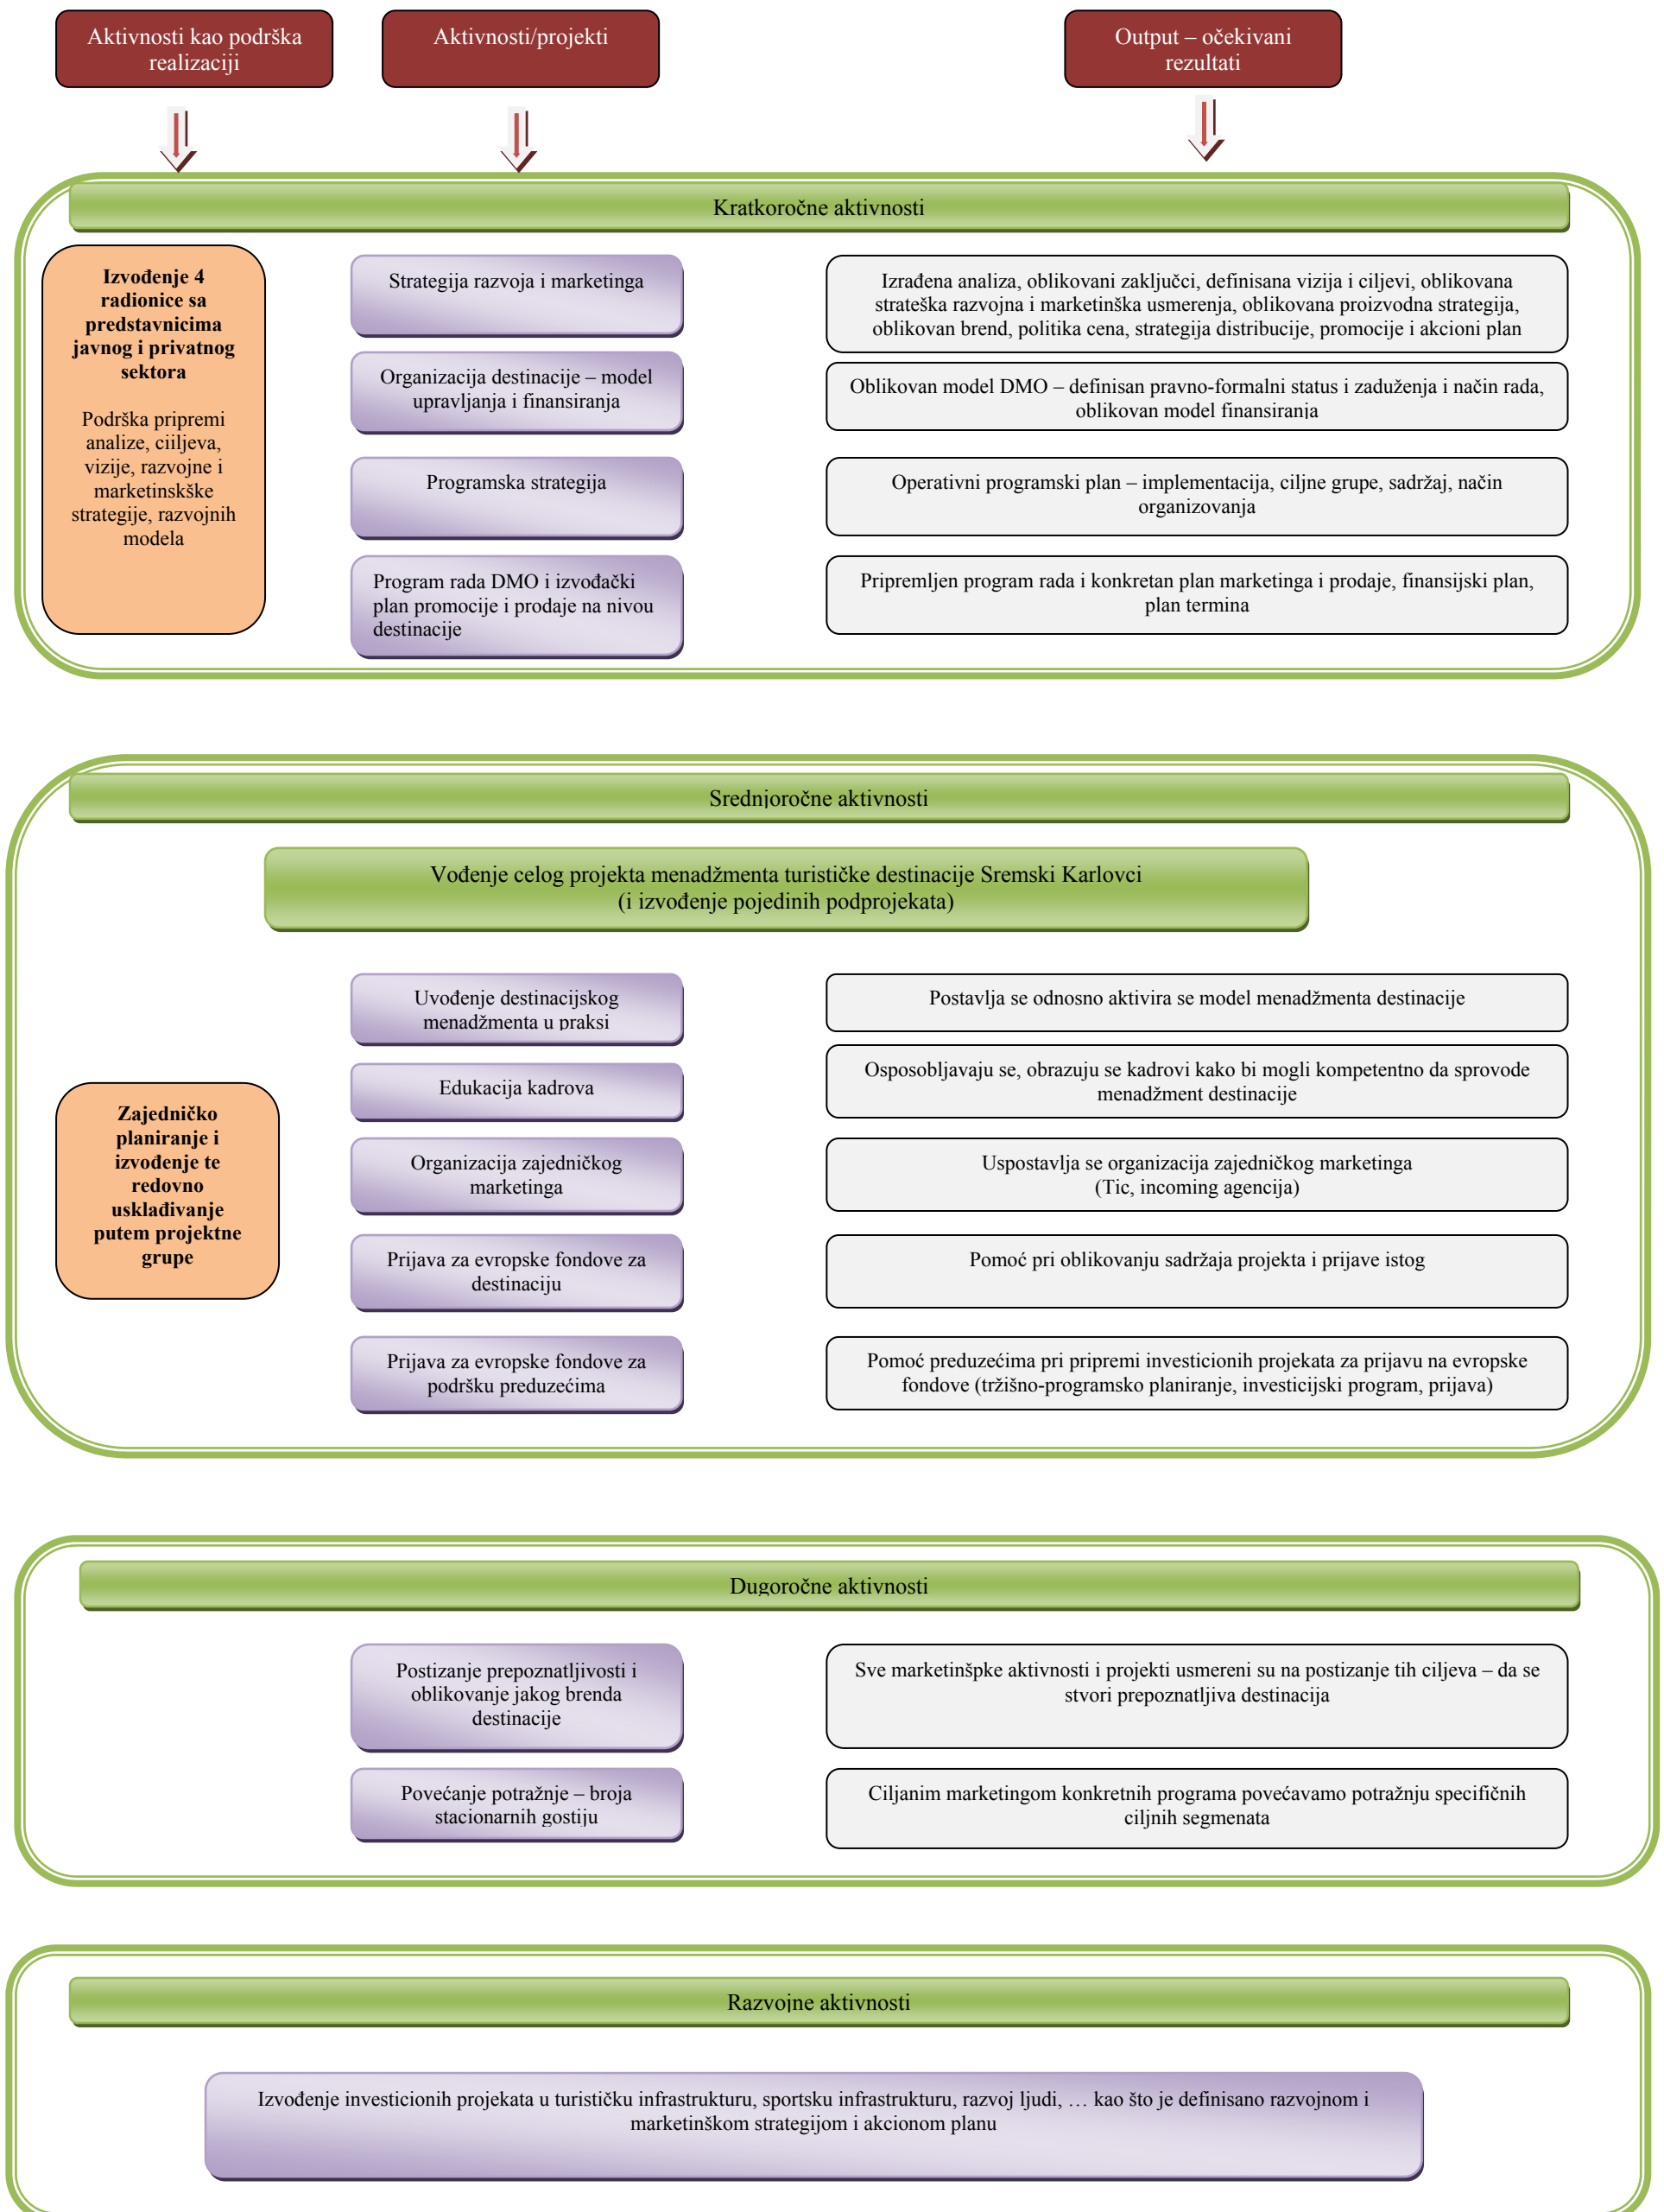 Aktivnosti kao podrška
realizaciji
Aktivnosti/projekti
Output – očekivani
rezultati
Kratkoročne aktivnosti
Izvođenje 4
radionice sa
predstavnicima
javnog i privatnog
sektora
Podrška pripremi
analize, ciiljeva,
vizije, razvojne i
marketinskške
strategije, razvojnih
modela
Strategija razvoja i marketinga
Izrađena analiza, oblikovani zaključci, definisana vizija i ciljevi, oblikovana
strateška razvojna i marketinška usmerenja, oblikovana proizvodna strategija,
oblikovan brend, politika cena, strategija distribucije, promocije i akcioni plan
Organizacija destinacije – model
upravljanja i finansiranja
Oblikovan model DMO – definisan pravno-formalni status i zaduženja i način rada,
oblikovan model finansiranja
Programska strategija
Operativni programski plan – implementacija, ciljne grupe, sadržaj, način
organizovanja
Program rada DMO i izvođački
plan promocije i prodaje na nivou
destinacije
Pripremljen program rada i konkretan plan marketinga i prodaje, finansijski plan,
plan termina
Srednjoročne aktivnosti
Vođenje celog projekta menadžmenta turističke destinacije Sremski Karlovci
(i izvođenje pojedinih podprojekata)
Zajedničko
planiranje i
izvođenje te
redovno
usklađivanje
putem projektne
grupe
Uvođenje destinacijskog
menadžmenta u praksi
Postavlja se odnosno aktivira se model menadžmenta destinacije
Edukacija kadrova
Osposobljavaju se, obrazuju se kadrovi kako bi mogli kompetentno da sprovode
menadžment destinacije
Organizacija zajedničkog
marketinga
Uspostavlja se organizacija zajedničkog marketinga
(Tic, incoming agencija)
Prijava za evropske fondove za
destinaciju
Pomoć pri oblikovanju sadržaja projekta i prijave istog
Prijava za evropske fondove za
podršku preduzećima
Pomoć preduzećima pri pripremi investicionih projekata za prijavu na evropske
fondove (tržišno-programsko planiranje, investicijski program, prijava)
Dugoročne aktivnosti
Postizanje prepoznatljivosti i
oblikovanje jakog brenda
destinacije
Sve marketinšpke aktivnosti i projekti usmereni su na postizanje tih ciljeva – da se
stvori prepoznatljiva destinacija
Povećanje potražnje – broja
stacionarnih gostiju
Ciljanim marketingom konkretnih programa povećavamo potražnju specifičnih
ciljnih segmenata
Razvojne aktivnosti
Izvođenje investicionih projekata u turističku infrastrukturu, sportsku infrastrukturu, razvoj ljudi, … kao što je definisano razvojnom i
marketinškom strategijom i akcionom planu